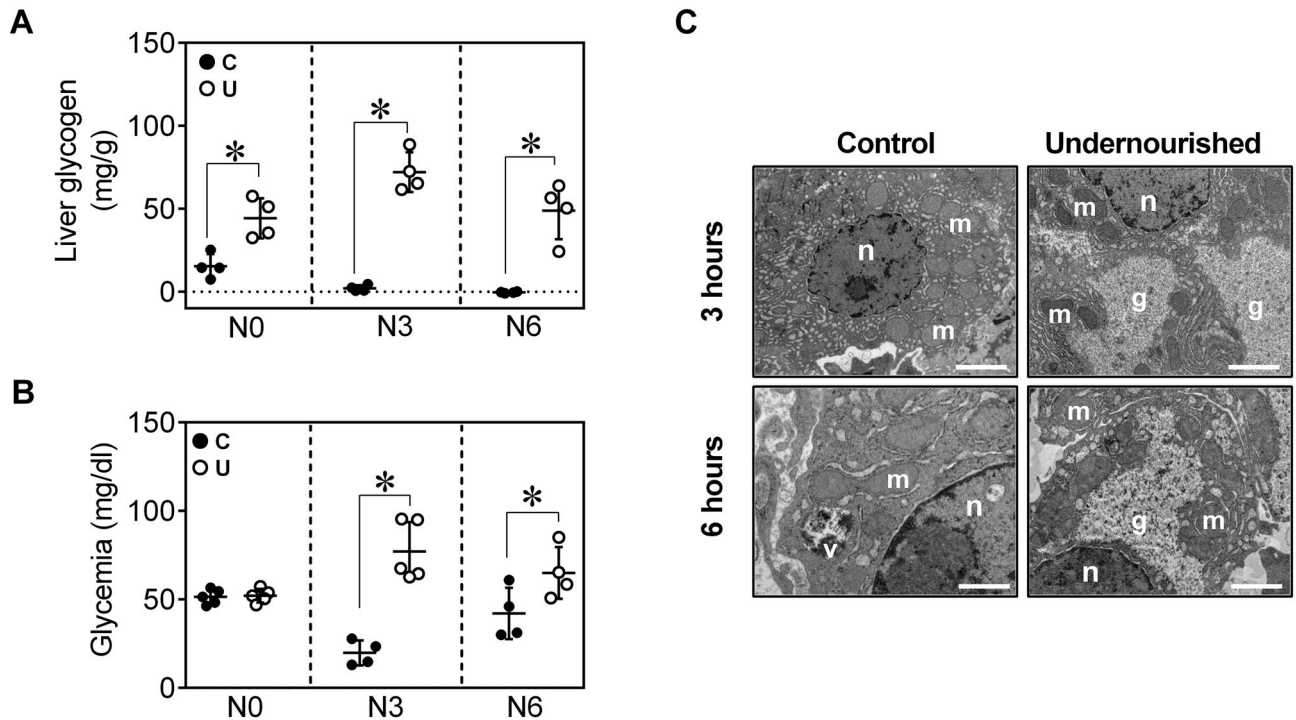 A
150
100
50
0
Liver glycogen
(mg/g)
C
U
*
*
*
N0
N3
N6
B
150
100
50
0
Glycemia (mg/dl)
C
U
*
*
N0
N3
N6
C
Control
Undernourished
3 hours
n
m
m
m
n
m
g
g
6 hours
m
n
v
m
g
m
n